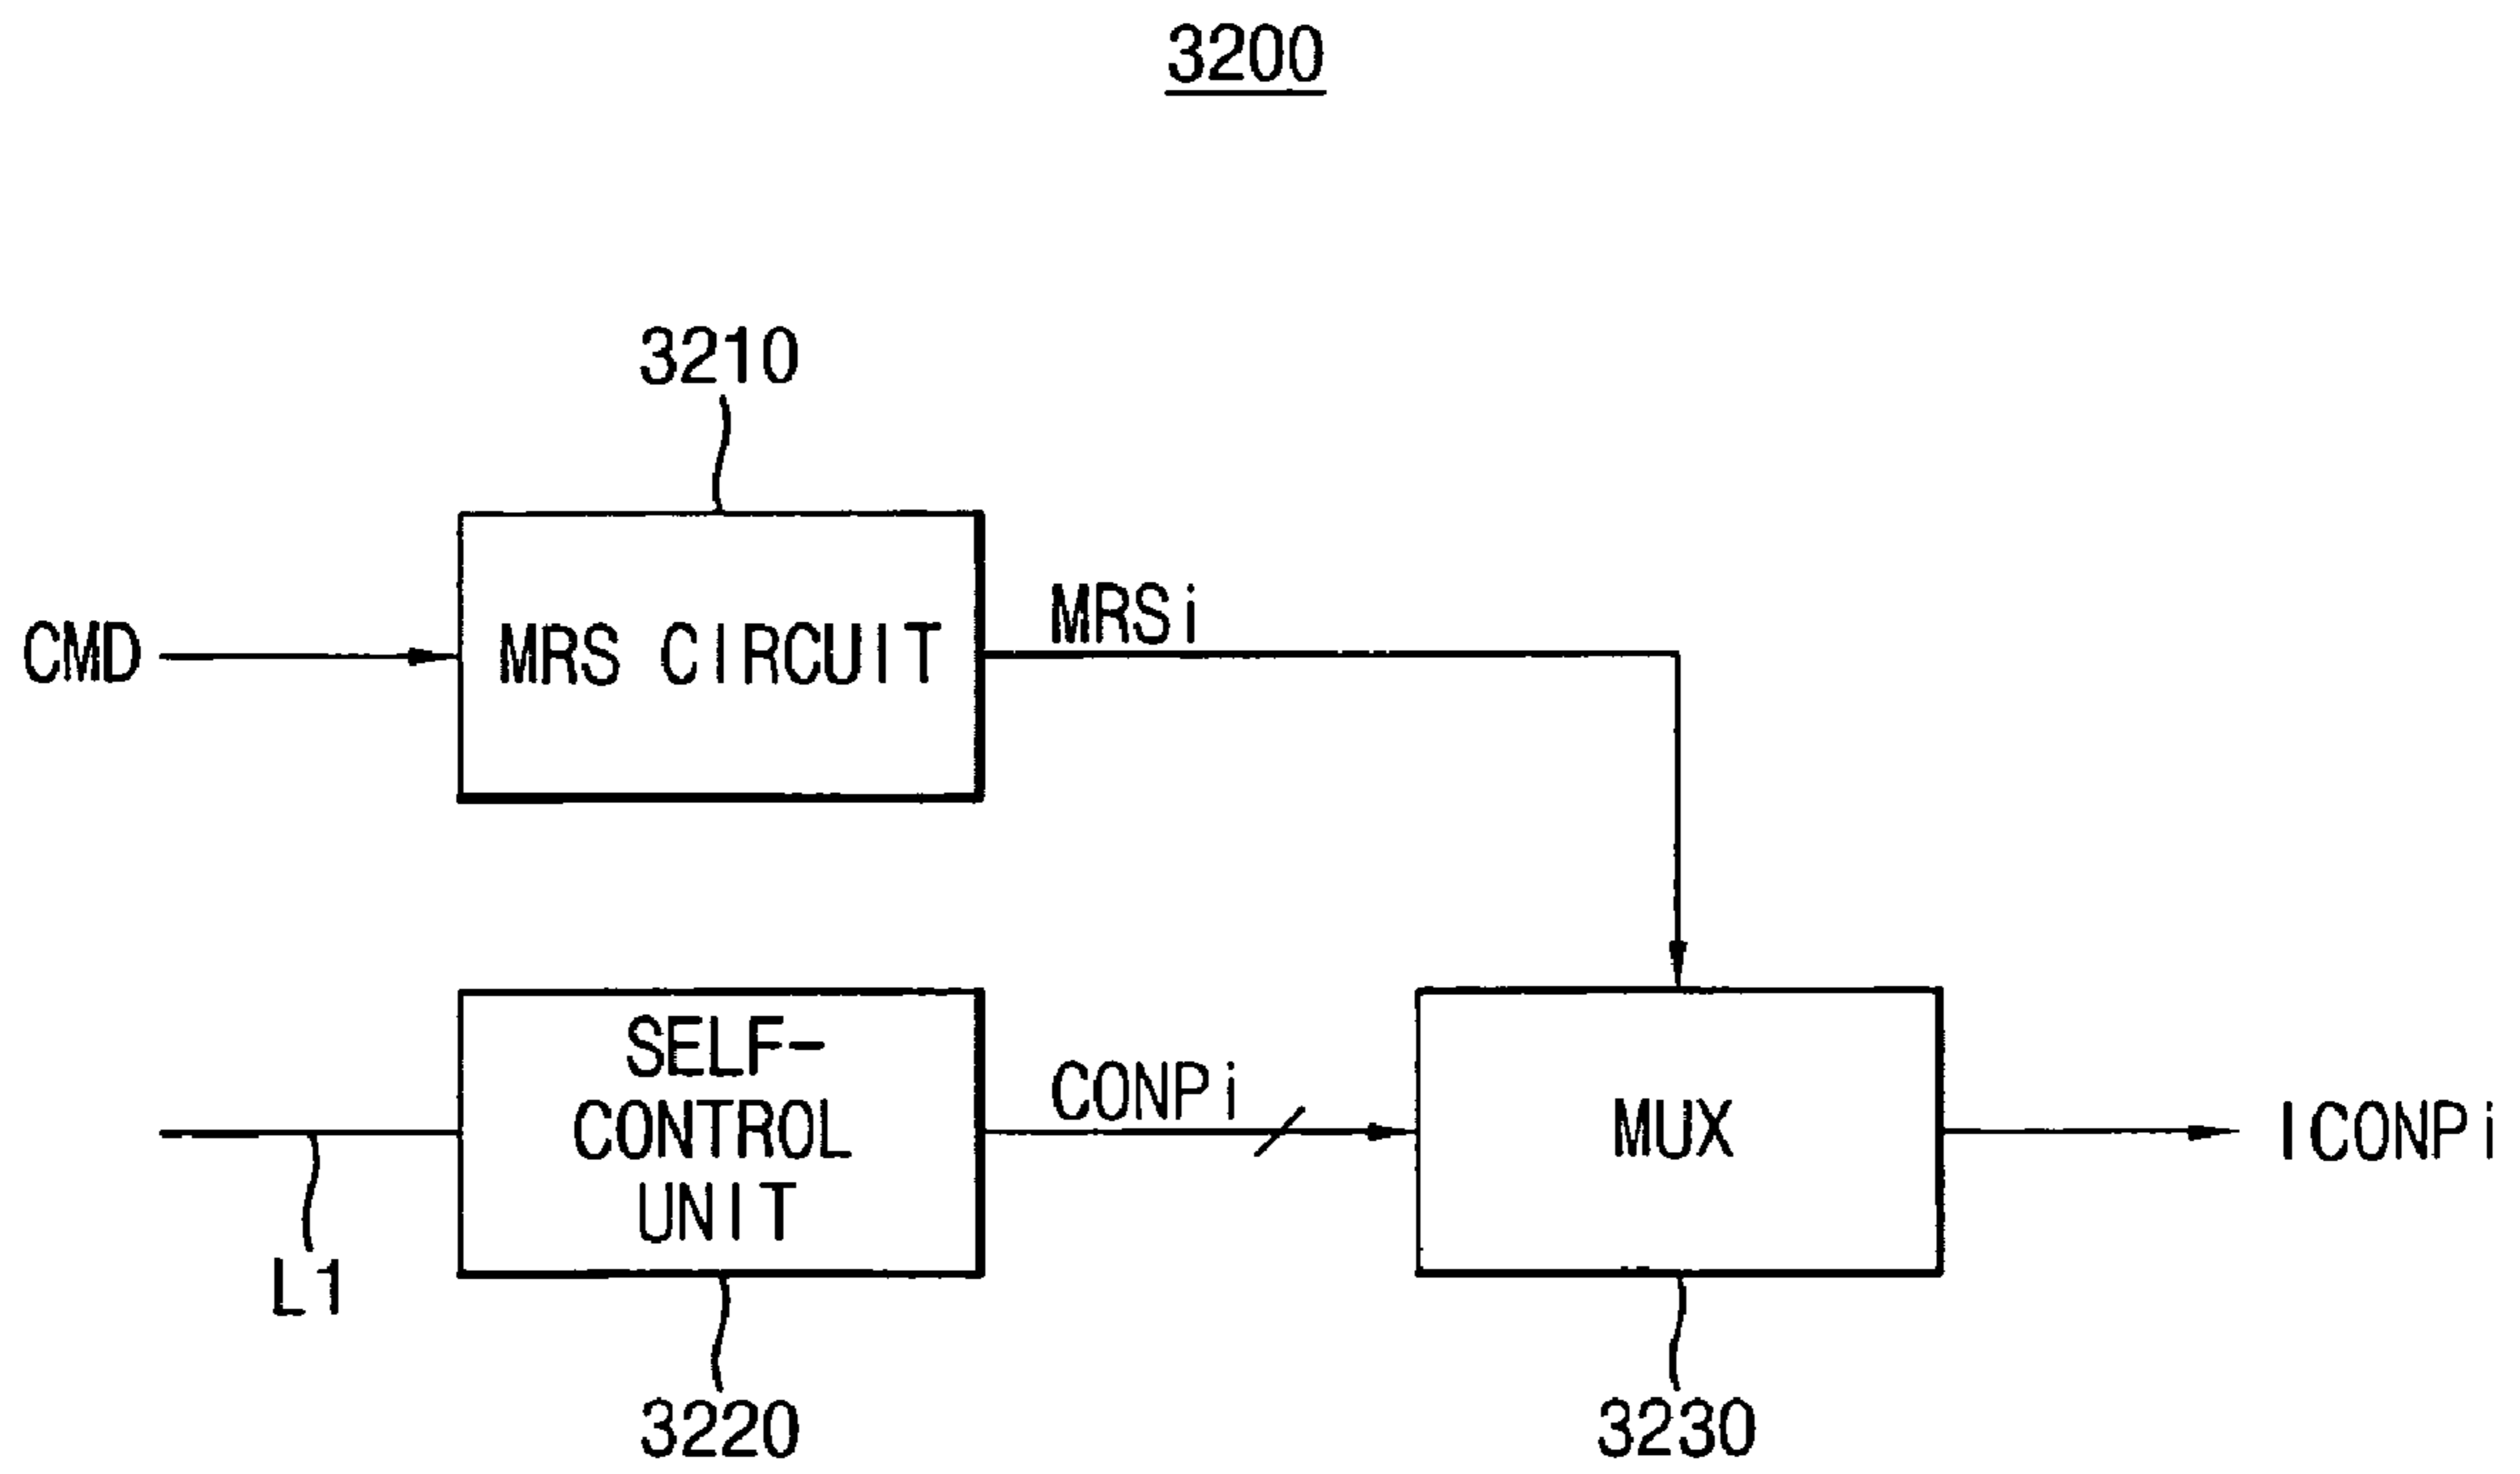 3200
3210
CMD
MRS CIRCUIT
MRSi
SELF-
CONTROL
UNIT
CONPi
MUX
ICONPi
L1
3220
3230